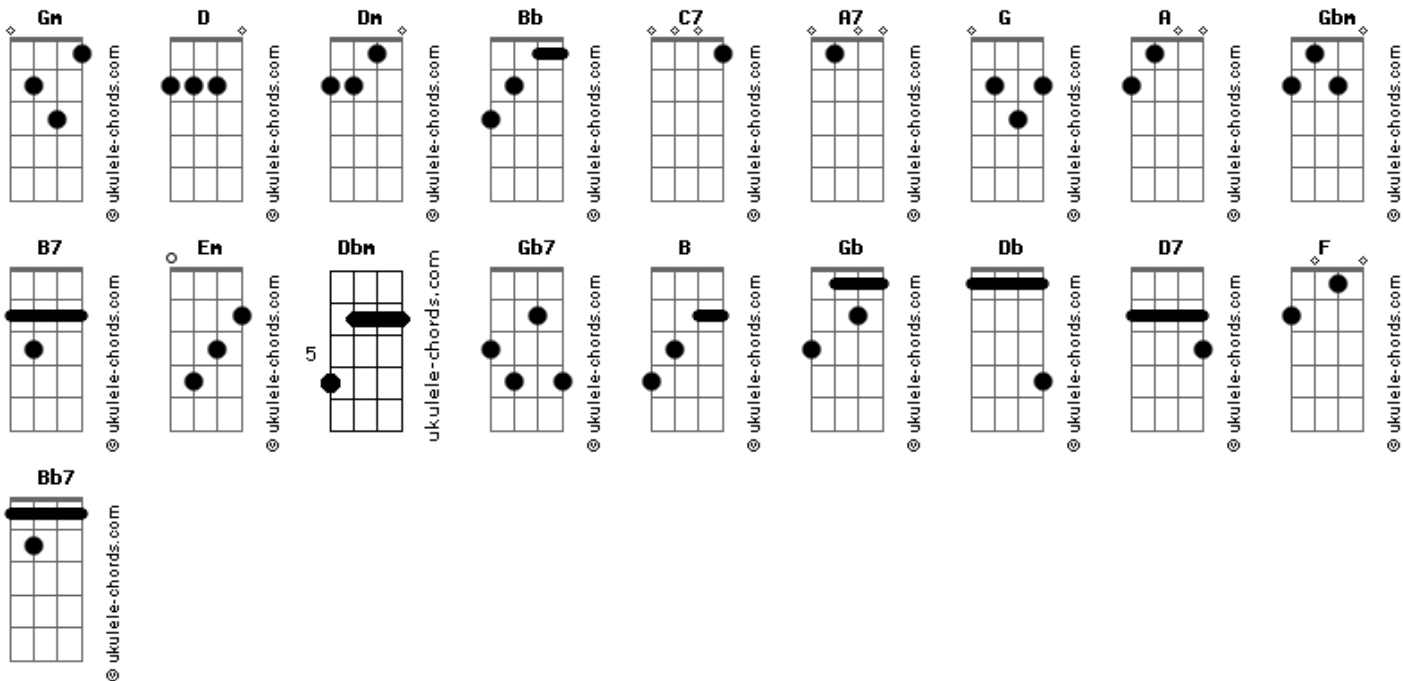 Gm D Dm Bb C7 A7 G A Gbm
© ukulele-chords.com © ukulele-chords.com © ukulele-chords.com © ukulele-chords.com © ukulele-chords.com © ukulele-chords.com © ukulele-chords.com © ukulele-chords.com © ukulele-chords.com
B7 Em Dbm Gb7 B Gb Db D7 F
5
© ukulele-chords.com © ukulele-chords.com ukulele-chords.com © ukulele-chords.com © ukulele-chords.com © ukulele-chords.com © ukulele-chords.com © ukulele-chords.com © ukulele-chords.com
Bb7
© ukulele-chords.com